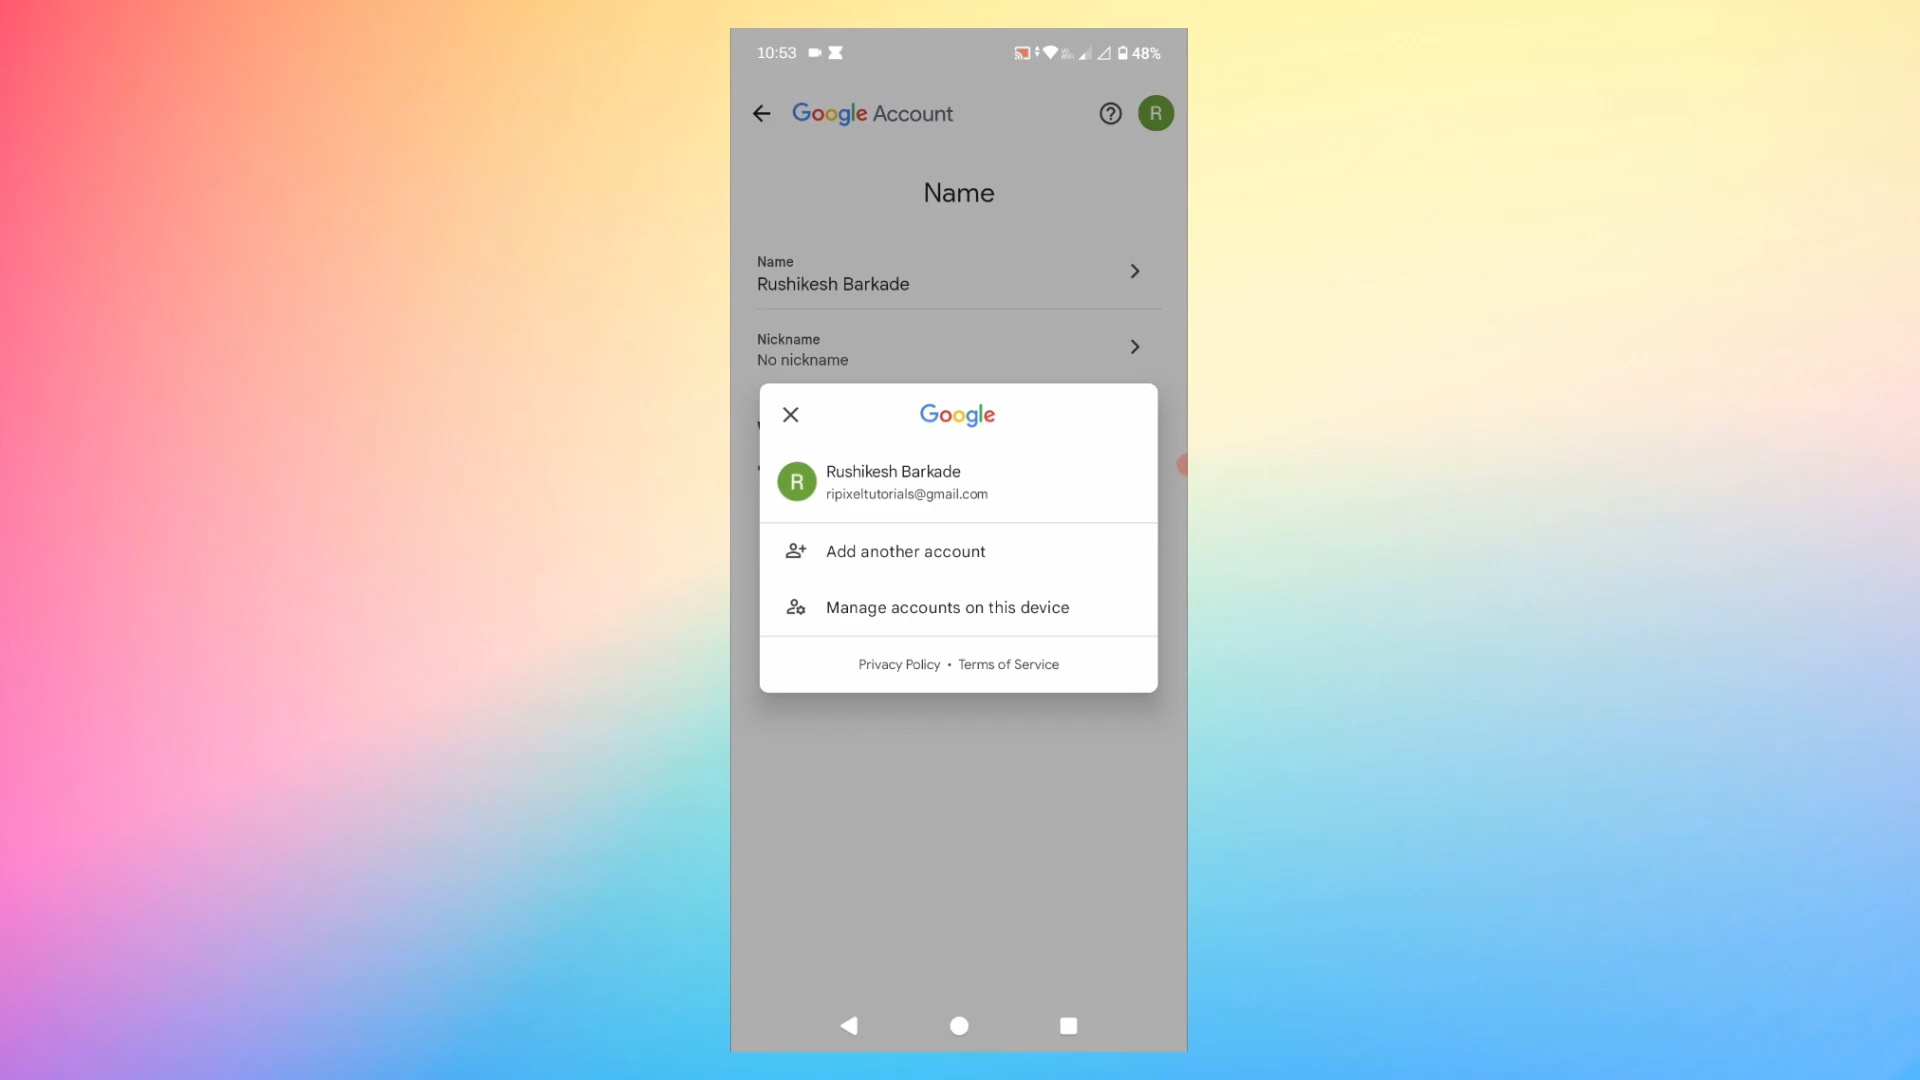 10:53 48%
Google Account R
Name
Name
Rushikesh Barkade
Nickname
No nickname
Google
R Rushikesh Barkade
ripixeltutorials@gmail.com
Add another account
Manage accounts on this device
Privacy Policy • Terms of Service